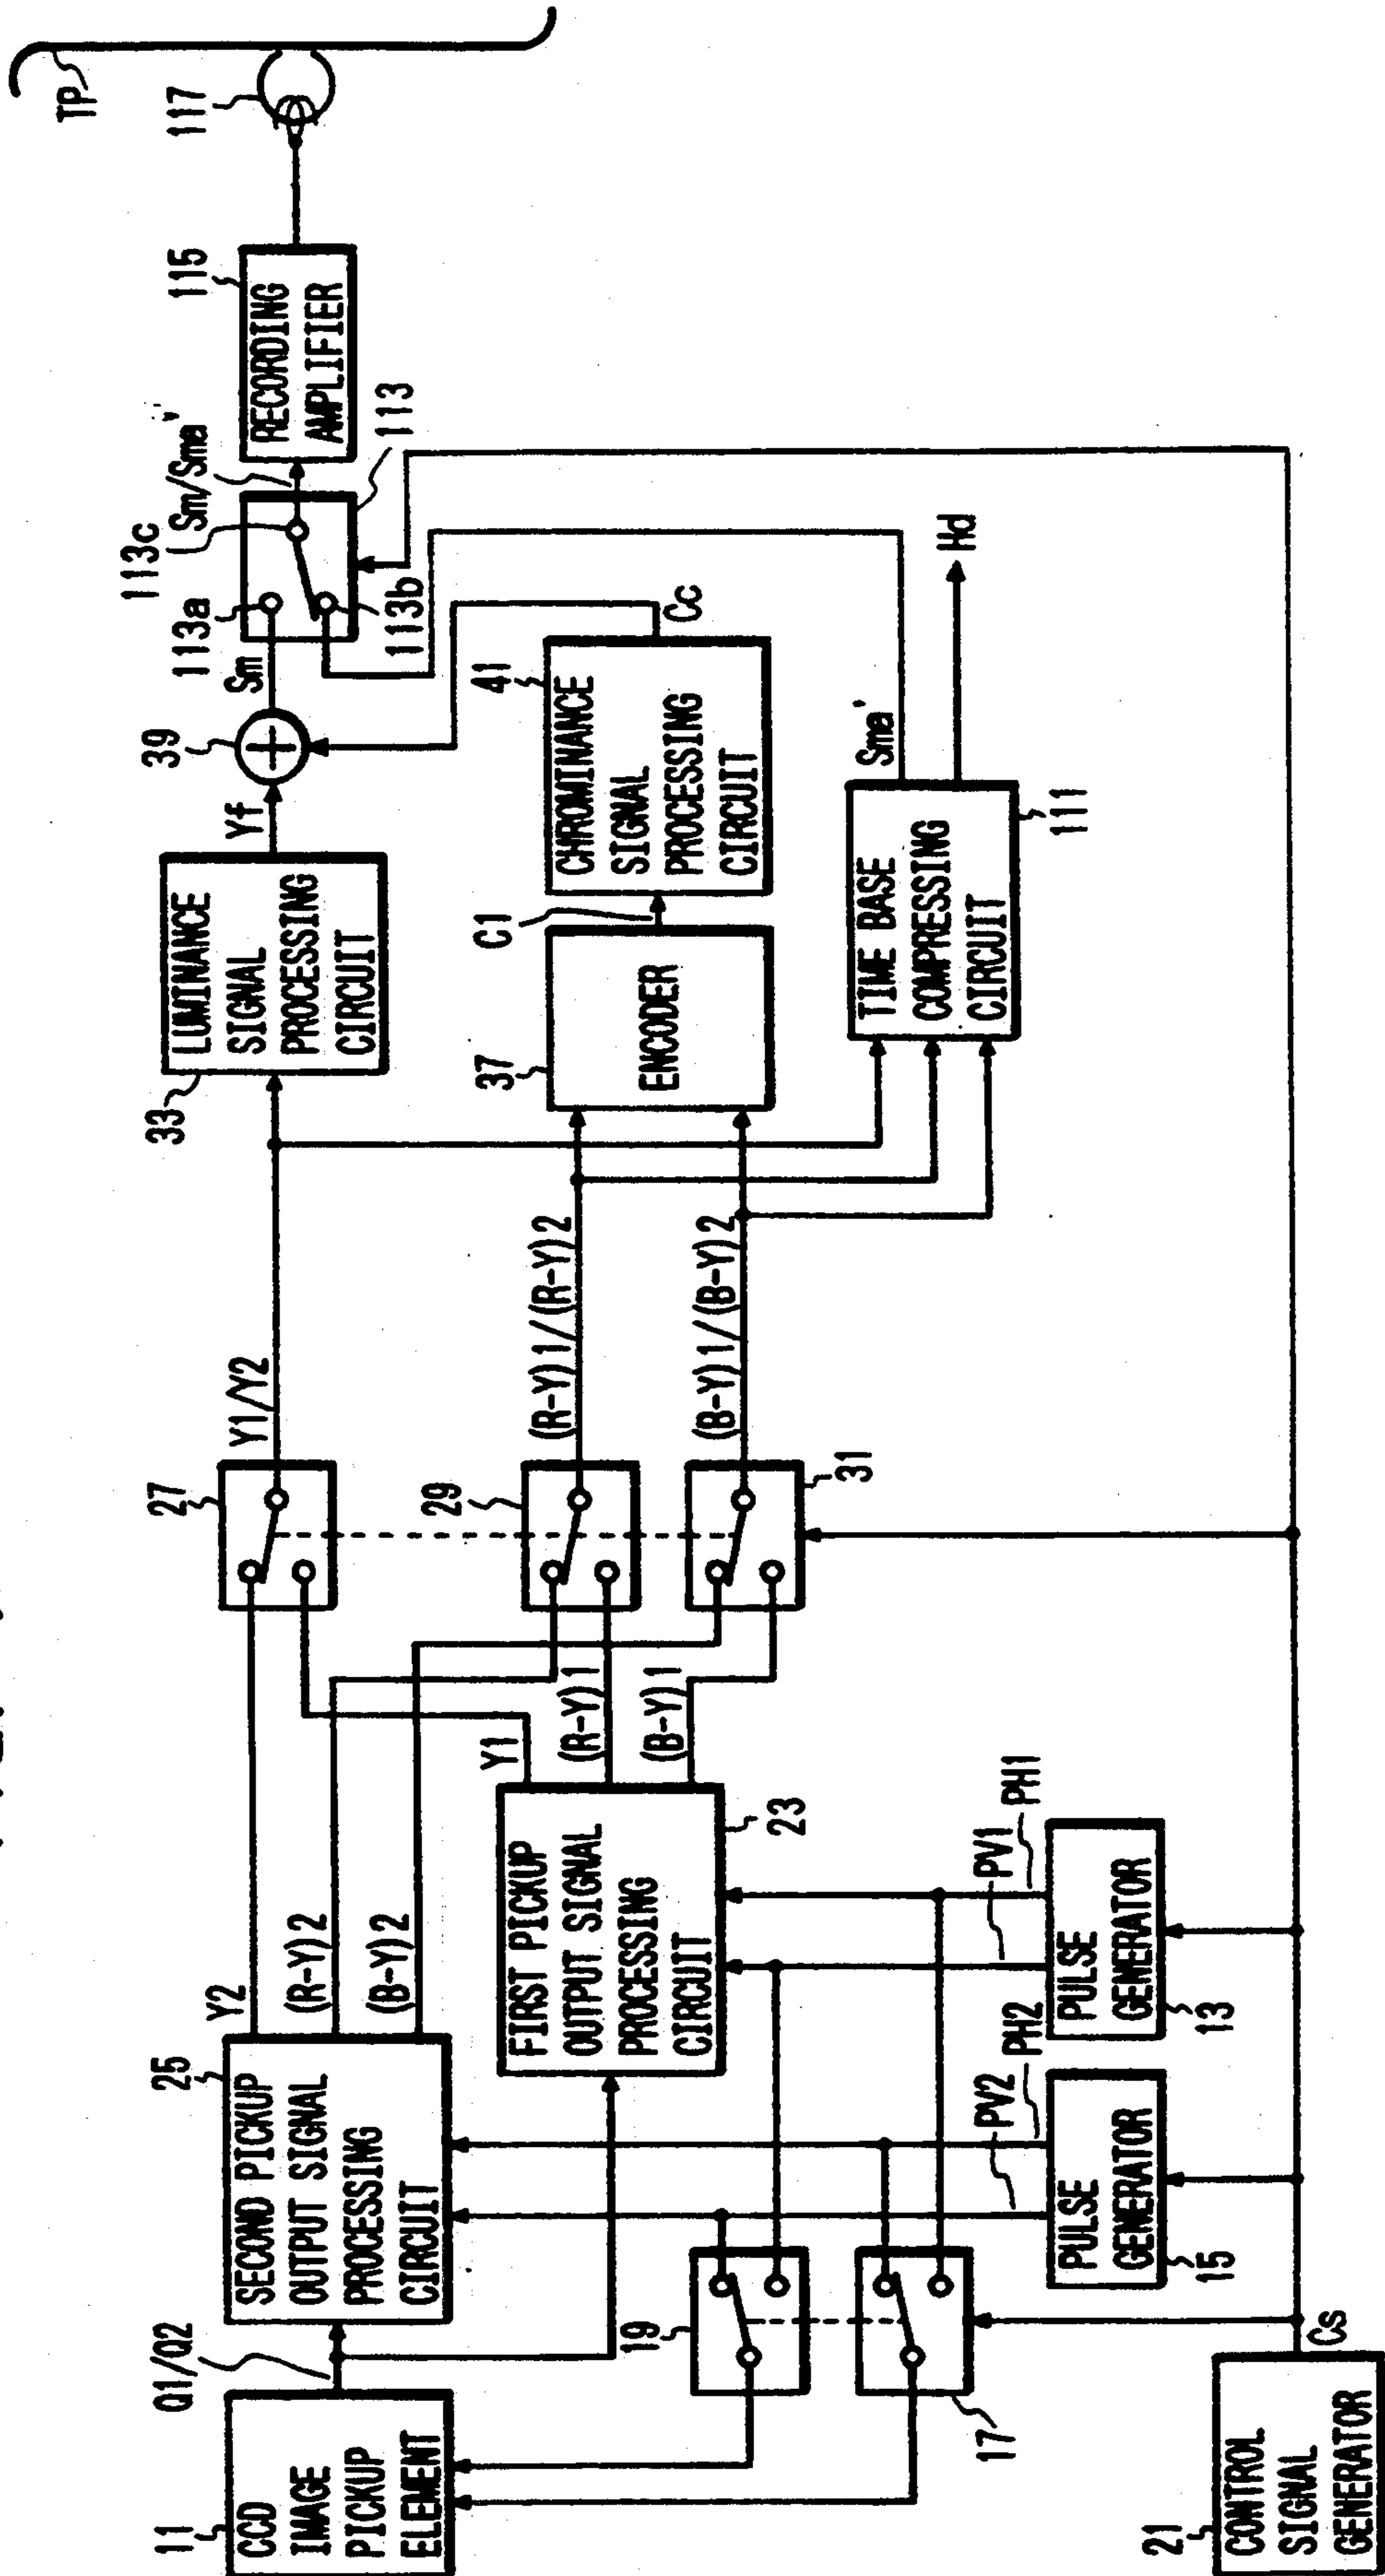 11
CCD
IMAGE
PICKUP
ELEMENT
Q1/Q2
25
SECOND PICKUP
OUTPUT SIGNAL
PROCESSING
CIRCUIT
Y2
(R-Y)2
(B-Y)2
FIRST PICKUP
OUTPUT SIGNAL
PROCESSING
CIRCUIT
23
Y1
(R-Y)1
(B-Y)1
19
17
PV2
PH2
PV1
PH1
PULSE
GENERATOR
15
PULSE
GENERATOR
13
21
CONTROL
SIGNAL
GENERATOR
Cs
27
29
31
Y1/Y2
(R-Y)1/(R-Y)2
(B-Y)1/(B-Y)2
33
LUMINANCE
SIGNAL
PROCESSING
CIRCUIT
Yf
39
Sm
37
ENCODER
C1
41
CHROMINANCE
SIGNAL
PROCESSING
CIRCUIT
Cc
TIME BASE
COMPRESSING
CIRCUIT
111
Sma'
Hd
113a
113b
113c
113
Sm/Sma'
115
RECORDING
AMPLIFIER
117
TP